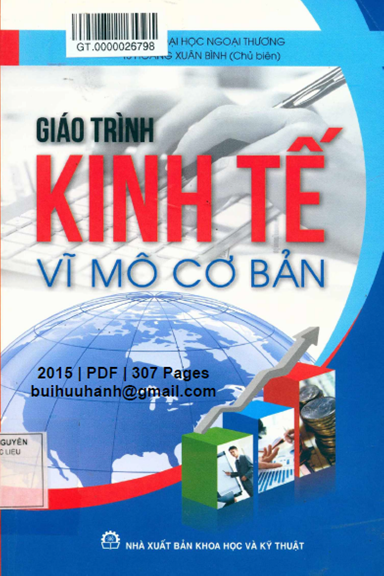 GT.0000026798
ẠI HỌC NGOẠI THƯƠNG
HOÀNG XUÂN BÌNH (Chủ biên)
GIÁO TRÌNH
KINH TẾ
VĨ MÔ CƠ BẢN
2015 | PDF | 307 Pages
buihuuhanh@gmail.com
NGUYÊN
LIỆU
NHÀ XUẤT BẢN KHOA HỌC VÀ KỸ THUẬT